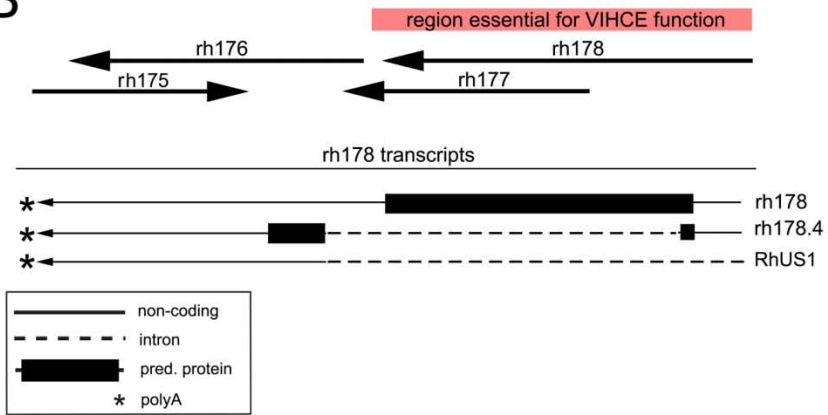 B
region essential for VIHCE function
rh176
rh178
rh175
rh177
rh178 transcripts
* rh178
* rh178.4
* RhUS1
non-coding
intron
pred. protein
* polyA